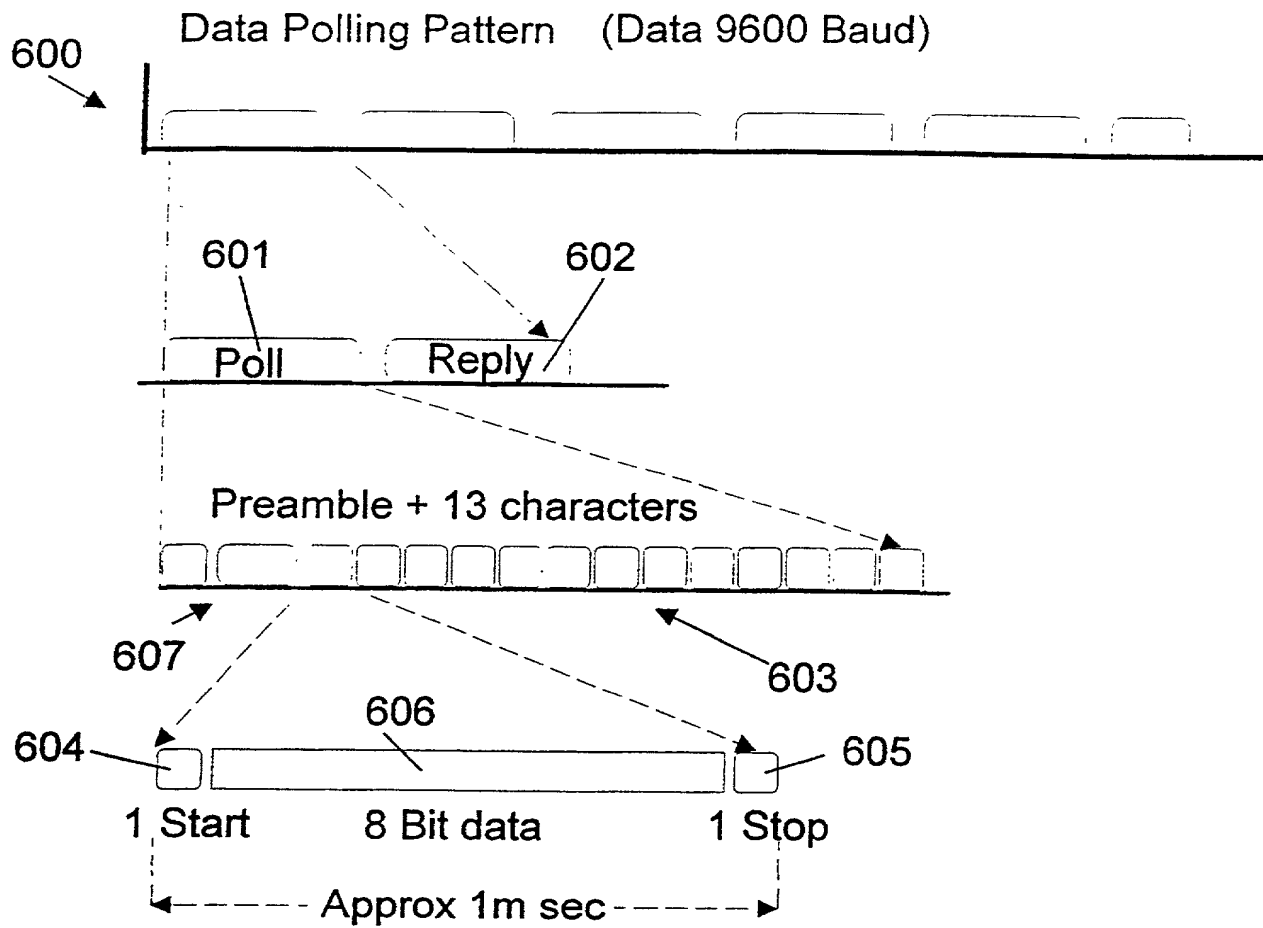 Data Polling Pattern (Data 9600 Baud)
600
601
602
Poll
Reply
Preamble + 13 characters
607
603
606
604
605
1 Start
8 Bit data
1 Stop
Approx 1m sec